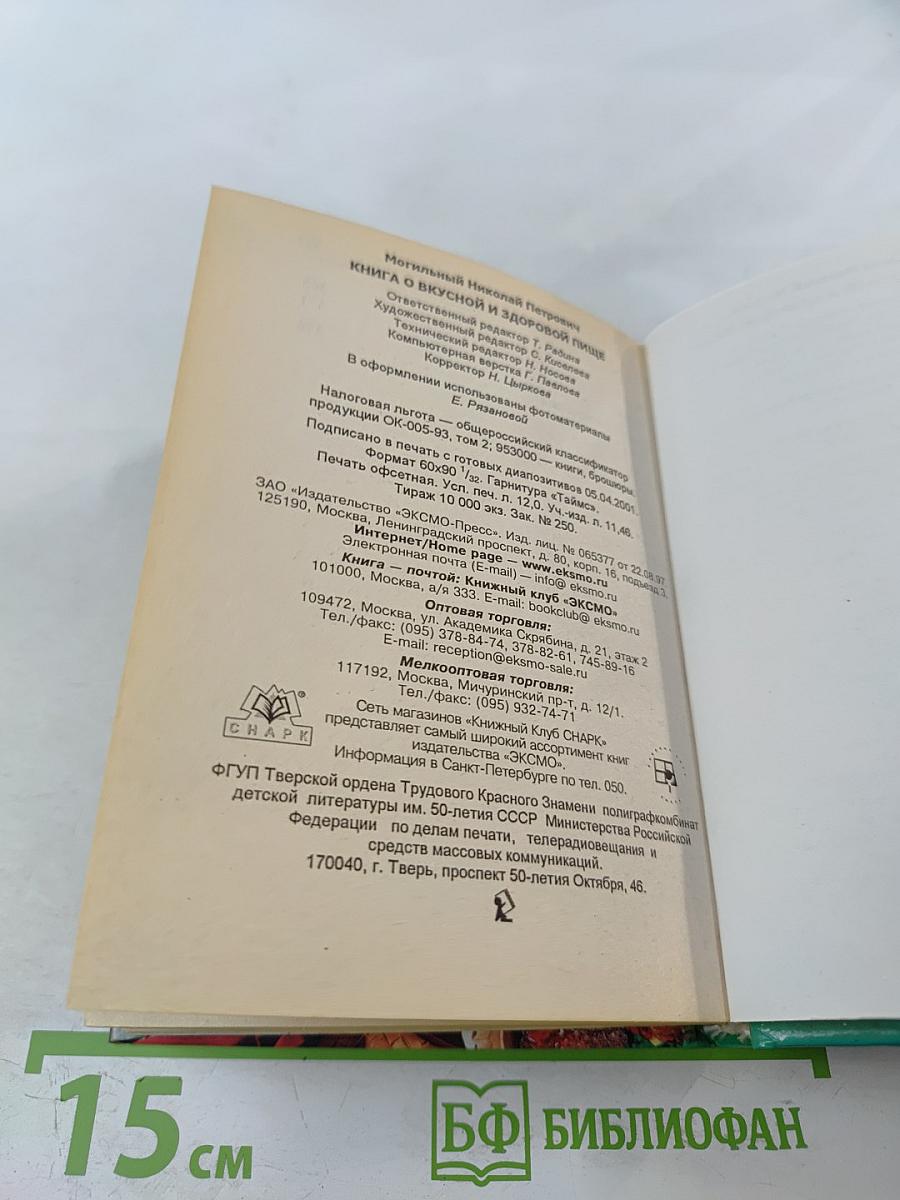 Могильный Николай Петрович
КНИГА О ВКУСНОЙ И ЗДОРОВОЙ ПИЩЕ
Ответственный редактор Т. Радина
Художественный редактор С. Киселева
Технический редактор Н. Носова
Компьютерная верстка Г. Павлова
Корректор Н. Цыркова
В оформлении использованы фотоматериалы
Е. Рязановой
Налоговая льгота — общероссийский классификатор
продукции ОК-005-93, том 2; 953000 — книги, брошюры.
Подписано в печать с готовых диапозитивов 05.04.2001.
Формат 60x90 1/32. Гарнитура «Таймс».
Печать офсетная. Усл. печ. л. 12,0. Уч.-изд. л. 11,46.
Тираж 10 000 экз. Зак. № 250.
ЗАО «Издательство «ЭКСМО-Пресс». Изд. лиц. № 065377 от 22.08.97.
125190, Москва, Ленинградский проспект, д. 80, корп. 16, подъезд 3.
Интернет/Home page — www.eksmo.ru
Электронная почта (E-mail) — info@ eksmo.ru
Книга — почтой: Книжный клуб «ЭКСМО»
101000, Москва, а/я 333. E-mail: bookclub@ eksmo.ru
Оптовая торговля:
109472, Москва, ул. Академика Скрябина, д. 21, этаж 2
Тел./факс: (095) 378-84-74, 378-82-61, 745-89-16
E-mail: reception@eksmo-sale.ru
Мелкооптовая торговля:
117192, Москва, Мичуринский пр-т, д. 12/1.
Тел./факс: (095) 932-74-71
СНАРК ®
Сеть магазинов «Книжный Клуб СНАРК»
представляет самый широкий ассортимент книг
издательства «ЭКСМО».
Информация в Санкт-Петербурге по тел. 050.
ФГУП Тверской ордена Трудового Красного Знамени полиграфкомбинат
детской литературы им. 50-летия СССР Министерства Российской
Федерации по делам печати, телерадиовещания и
средств массовых коммуникаций.
170040, г. Тверь, проспект 50-летия Октября, 46.
15 см
БФ БИБЛИОФАН